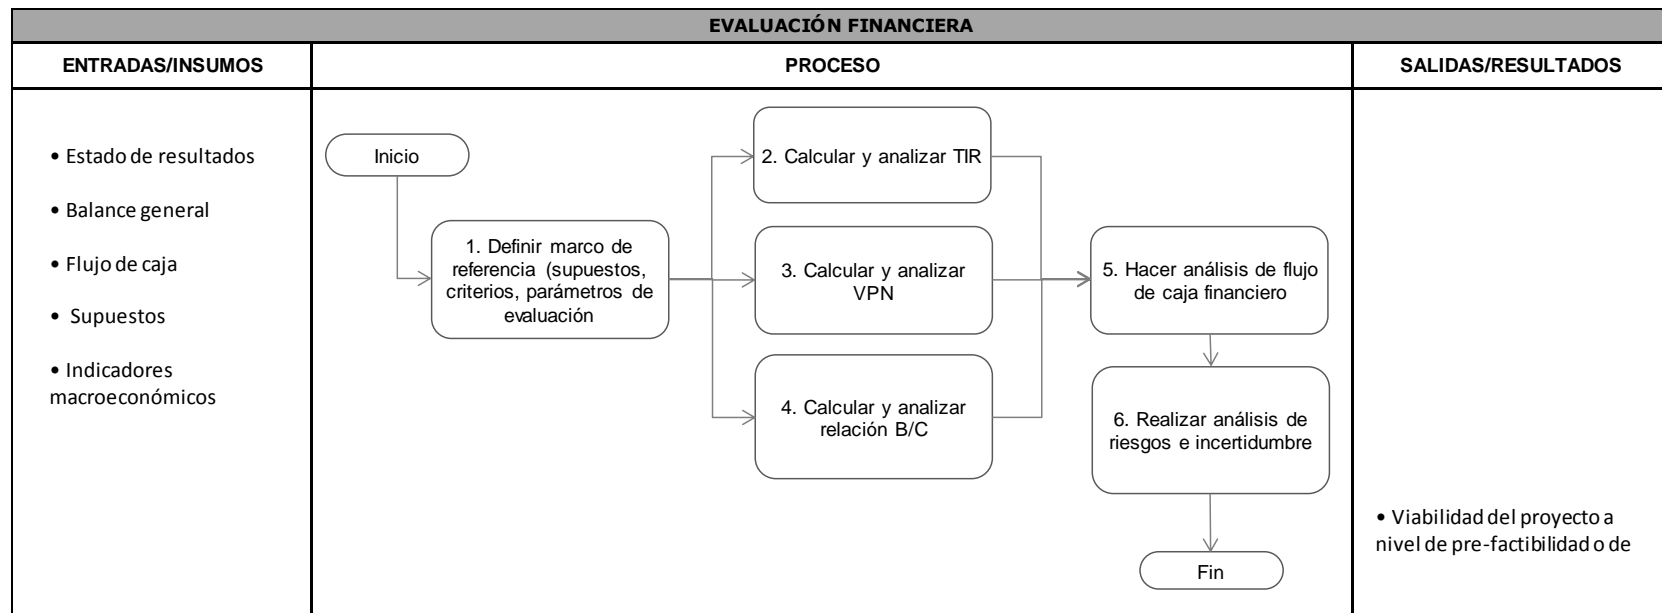 EVALUACIÓN FINANCIERA
ENTRADAS/INSUMOS
PROCESO
SALIDAS/RESULTADOS
• Estado de resultados
• Balance general
• Flujo de caja
• Supuestos
• Indicadores
macroeconómicos
Inicio
1. Definir marco de
referencia (supuestos,
criterios, parámetros de
evaluación
2. Calcular y analizar TIR
3. Calcular y analizar
VPN
4. Calcular y analizar
relación B/C
5. Hacer análisis de flujo
de caja financiero
6. Realizar análisis de
riesgos e incertidumbre
Fin
• Viabilidad del proyecto a
nivel de pre-factibilidad o de